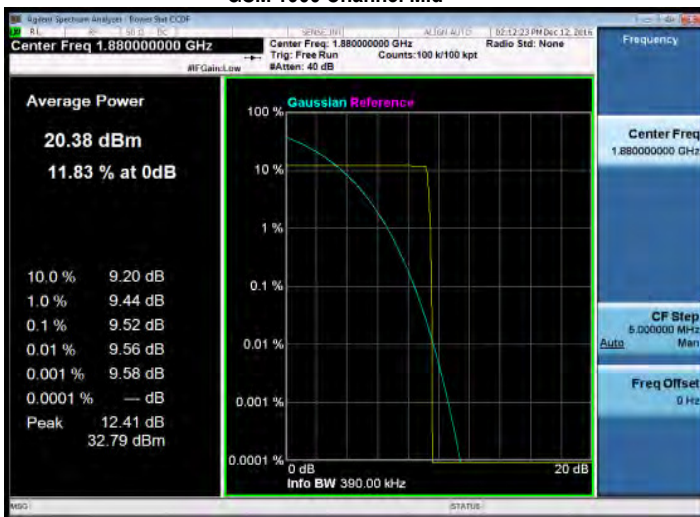 Agilent Spectrum Analyzer - Power Stat CCDF
RL RF 50 Ω DC SENSE:INT ALIGN AUTO 02:12:23 PM Dec 12, 2016
Center Freq 1.880000000 GHz
Center Freq: 1.880000000 GHz
Radio Std: None
Trig: Free Run
Counts:100 k/100 kpt
#IFGain:Low
#Atten: 40 dB
Frequency
Average Power
20.38 dBm
11.83 % at 0dB
10.0 % 9.20 dB
1.0 % 9.44 dB
0.1 % 9.52 dB
0.01 % 9.56 dB
0.001 % 9.58 dB
0.0001 % --- dB
Peak 12.41 dB
32.79 dBm
Gaussian Reference
100 %
10 %
1 %
0.1 %
0.01 %
0.001 %
0.0001 %
0 dB
20 dB
Info BW 390.00 kHz
Center Freq
1.880000000 GHz
CF Step
5.000000 MHz
Auto Man
Freq Offset
0 Hz
MSG
STATUS